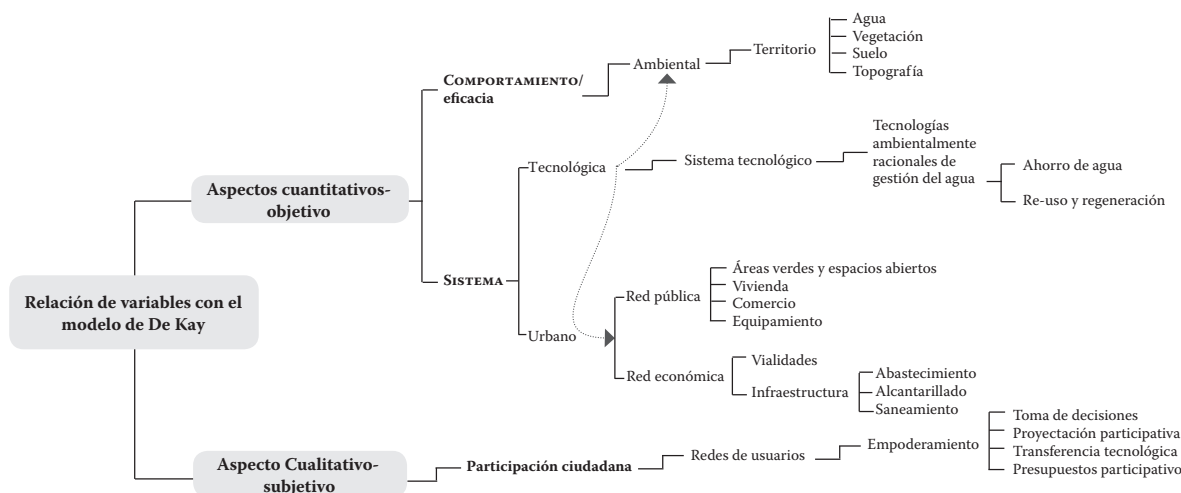 Relación de variables con el
modelo de De Kay
Aspectos cuantitativos-
objetivo
COMPORTAMIENTO/
eficacia
Ambiental
Territorio
Agua
Vegetación
Suelo
Topografía
SISTEMA
Tecnológica
Sistema tecnológico
Tecnologías
ambientalmente
racionales de
gestión del agua
Ahorro de agua
Re-uso y regeneración
Urbano
Red pública
Áreas verdes y espacios abiertos
Vivienda
Comercio
Equipamiento
Red económica
Vialidades
Infraestructura
Abastecimiento
Alcantarillado
Saneamiento
Aspecto Cualitativo-
subjetivo
Participación ciudadana
Redes de usuarios
Empoderamiento
Toma de decisiones
Proyectación participativa
Transferencia tecnológica
Presupuestos participativo